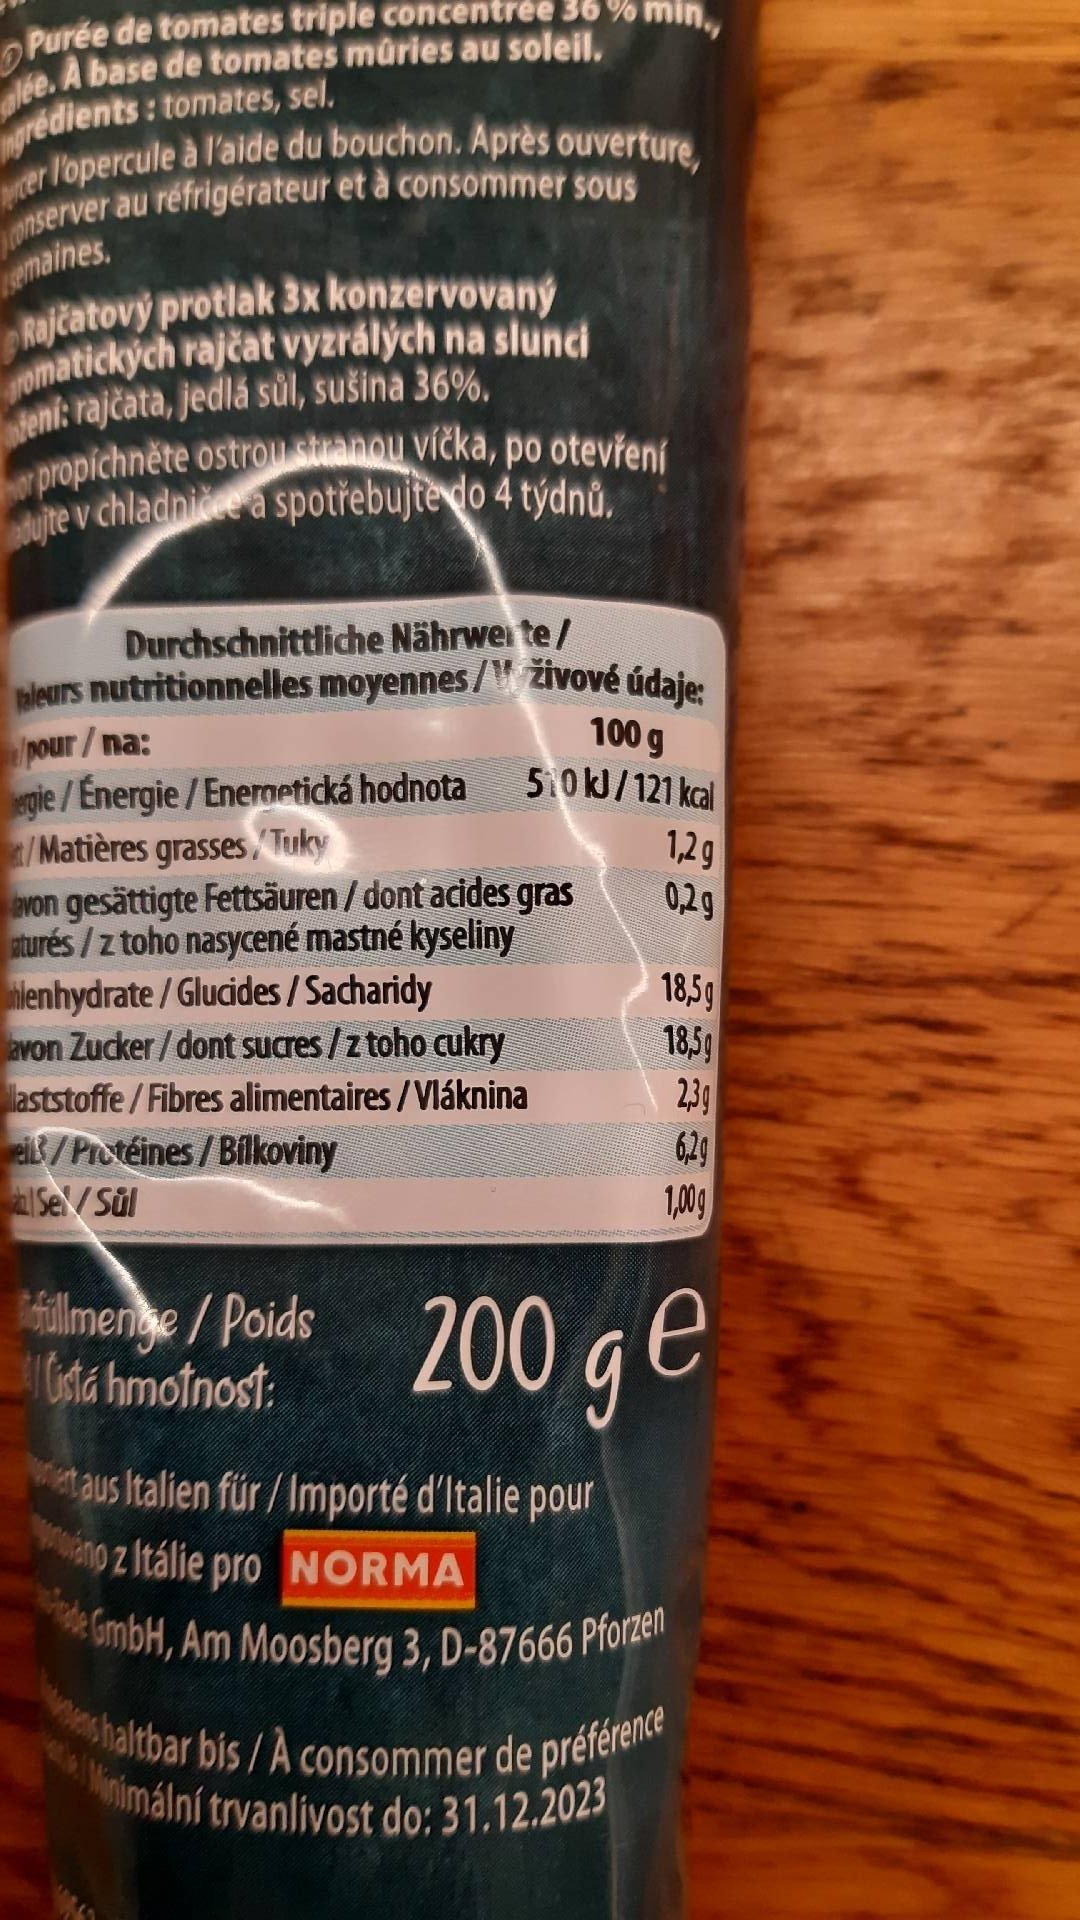 Purée de tomates triple concentrée 36 % min.,
À base de tomates mûries au soleil.
Ingrédients : tomates, sel.
l'opercule à l'aide du bouchon. Après ouverture,
conserver au réfrigérateur et à consommer sous
semaines.
Rajčatový protlak 3x konzervovaný
aromatických rajčat vyzrálých na slunci
rajčata, jedlá sůl, sušina 36%.
propíchněte ostrou stranou víčka, po otevření
v chladničce a spotřebujte do 4 týdnů.
Durchschnittliche Nährwerte /
Valeurs nutritionnelles moyennes / Výživové údaje:
/ pour / na: 100 g
/ Énergie / Energetická hodnota 510 kJ / 121 kcal
/ Matières grasses / Tuky 1,2 g
davon gesättigte Fettsäuren / dont acides gras 0,2 g
saturés / z toho nasycené mastné kyseliny
Kohlenhydrate / Glucides / Sacharidy 18,5 g
davon Zucker / dont sucres / z toho cukry 18,5 g
Ballaststoffe / Fibres alimentaires / Vláknina 2,3 g
Eiweiß / Protéines / Bílkoviny 6,2 g
/ Sel / Sůl 1,00 g
/ Poids 200 g e
/ Čistá hmotnost:
aus Italien für / Importé d'Italie pour
z Itálie pro NORMA
GmbH, Am Moosberg 3, D-87666 Pforzen
haltbar bis / À consommer de préférence
Minimální trvanlivost do: 31.12.2023